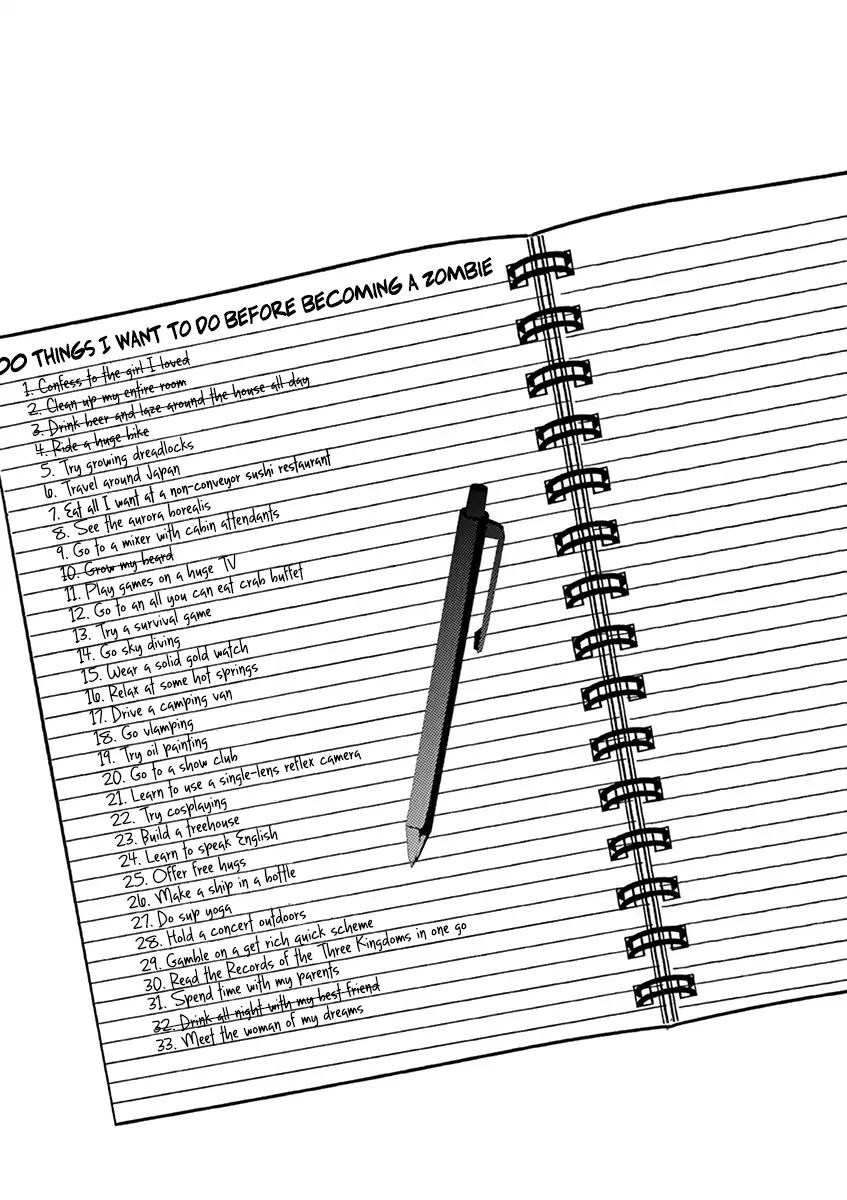 00 THINGS I WANT TO DO BEFORE BECOMING A ZOMBIE
1. Confess to the girl I loved
2. Clean up my entire room
3. Drink beer and laze around the house all day
4. Ride a huge bike
5. Try growing dreadlocks
6. Travel around Japan
7. Eat all I want at a non-conveyor sushi restaurant
8. See the aurora borealis
9. Go to a mixer with cabin attendants
10. Grow my beard
11. Play games on a huge TV
12. Go to an all you can eat crab buffet
13. Try a survival game
14. Go sky diving
15. Wear a solid gold watch
16. Relax at some hot springs
17. Drive a camping van
18. Go vlamping
19. Try oil painting
20. Go to a show club
21. Learn to use a single-lens reflex camera
22. Try cosplaying
23. Build a treehouse
24. Learn to speak English
25. Offer free hugs
26. Make a ship in a bottle
27. Do sup yoga
28. Hold a concert outdoors
29. Gamble on a get rich quick scheme
30. Read the Records of the Three Kingdoms in one go
31. Spend time with my parents
32. Drink all night with my best friend
33. Meet the woman of my dreams